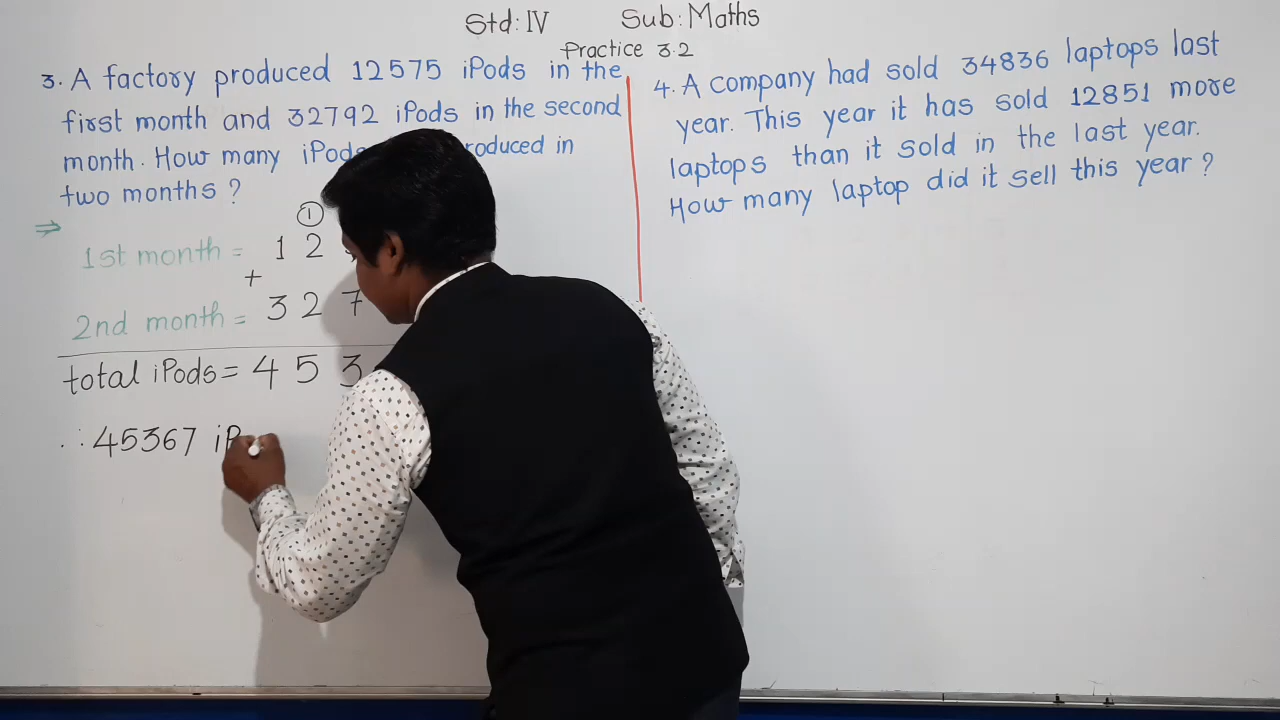 Std: IV Sub: Maths
Practice 3.2
3. A factory produced 12575 iPods in the
first month and 32792 iPods in the second
month. How many iPods produced in
two months ?
⇒
①
1st month = 1 2
+
2nd month = 3 2 7
total iPods = 4 5 3
∴ 45367 iP
4. A company had sold 34836 laptops last
year. This year it has sold 12851 more
laptops than it sold in the last year.
How many laptop did it sell this year ?